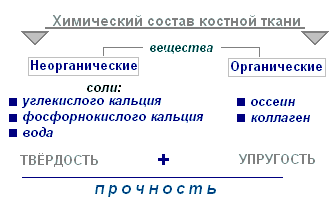 Химический состав костной ткани
вещества
Неорганические Органические
соли:
углекислого кальция
фосфорнокислого кальция
вода
оссеин
коллаген
ТВЁРДОСТЬ + УПРУГОСТЬ
прочность